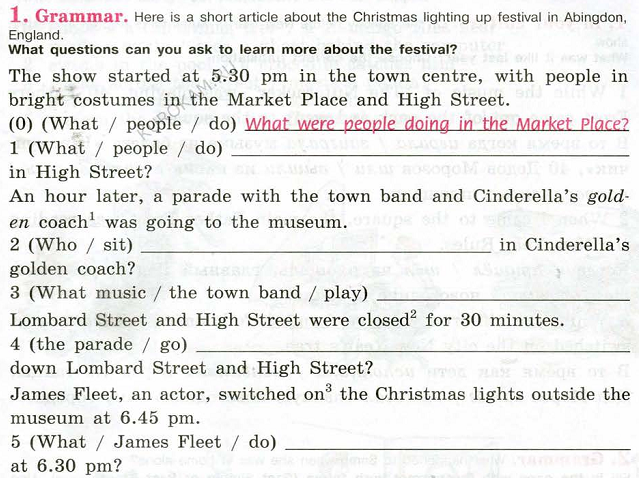 1. Grammar. Here is a short article about the Christmas lighting up festival in Abingdon,
England.
What questions can you ask to learn more about the festival?
The show started at 5.30 pm in the town centre, with people in
bright costumes in the Market Place and High Street.
(0) (What / people / do) What were people doing in the Market Place?
1 (What / people / do)
in High Street?
An hour later, a parade with the town band and Cinderella's gold-
en coach¹ was going to the museum.
2 (Who / sit) in Cinderella's
golden coach?
3 (What music / the town band / play)
Lombard Street and High Street were closed² for 30 minutes.
4 (the parade / go)
down Lombard Street and High Street?
James Fleet, an actor, switched on³ the Christmas lights outside the
museum at 6.45 pm.
5 (What / James Fleet / do)
at 6.30 pm?